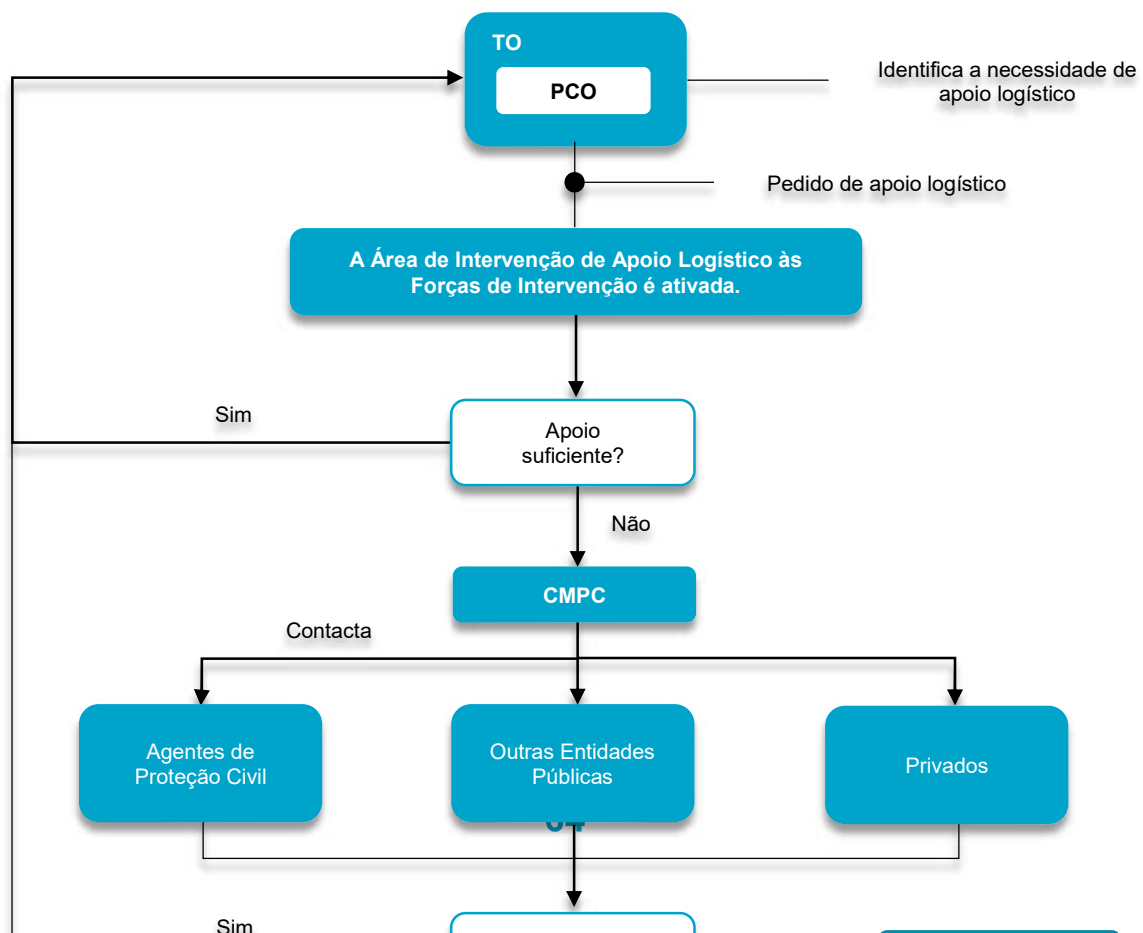 TO
PCO
Identifica a necessidade de
apoio logístico
Pedido de apoio logístico
A Área de Intervenção de Apoio Logístico às
Forças de Intervenção é ativada.
Sim
Apoio
suficiente?
Não
CMPC
Contacta
Agentes de
Proteção Civil
Outras Entidades
Públicas
Privados
Sim